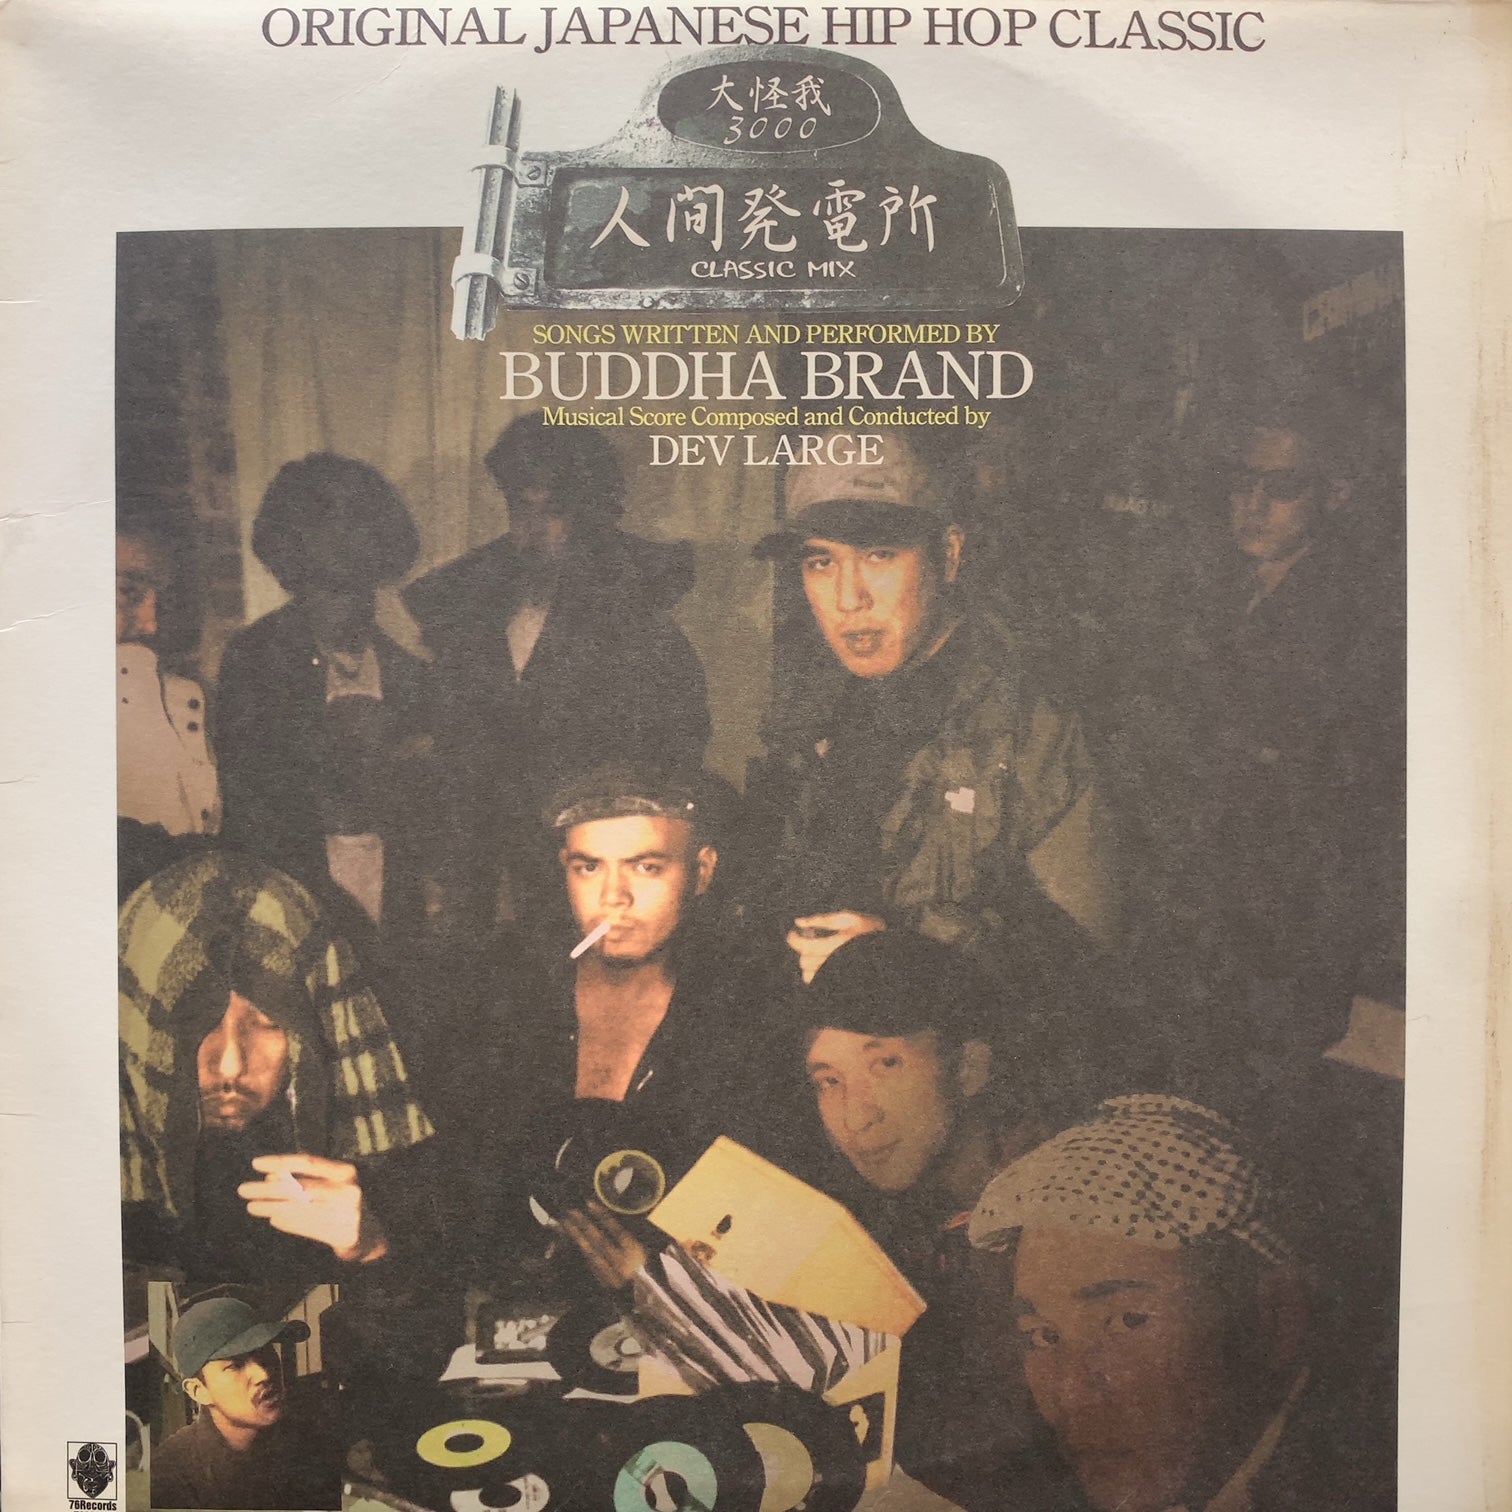 ORIGINAL JAPANESE HIP HOP CLASSIC
大怪我
3000
人間発電所
CLASSIC MIX
SONGS WRITTEN AND PERFORMED BY
BUDDHA BRAND
Musical Score Composed and Conducted by
DEV LARGE
76Records